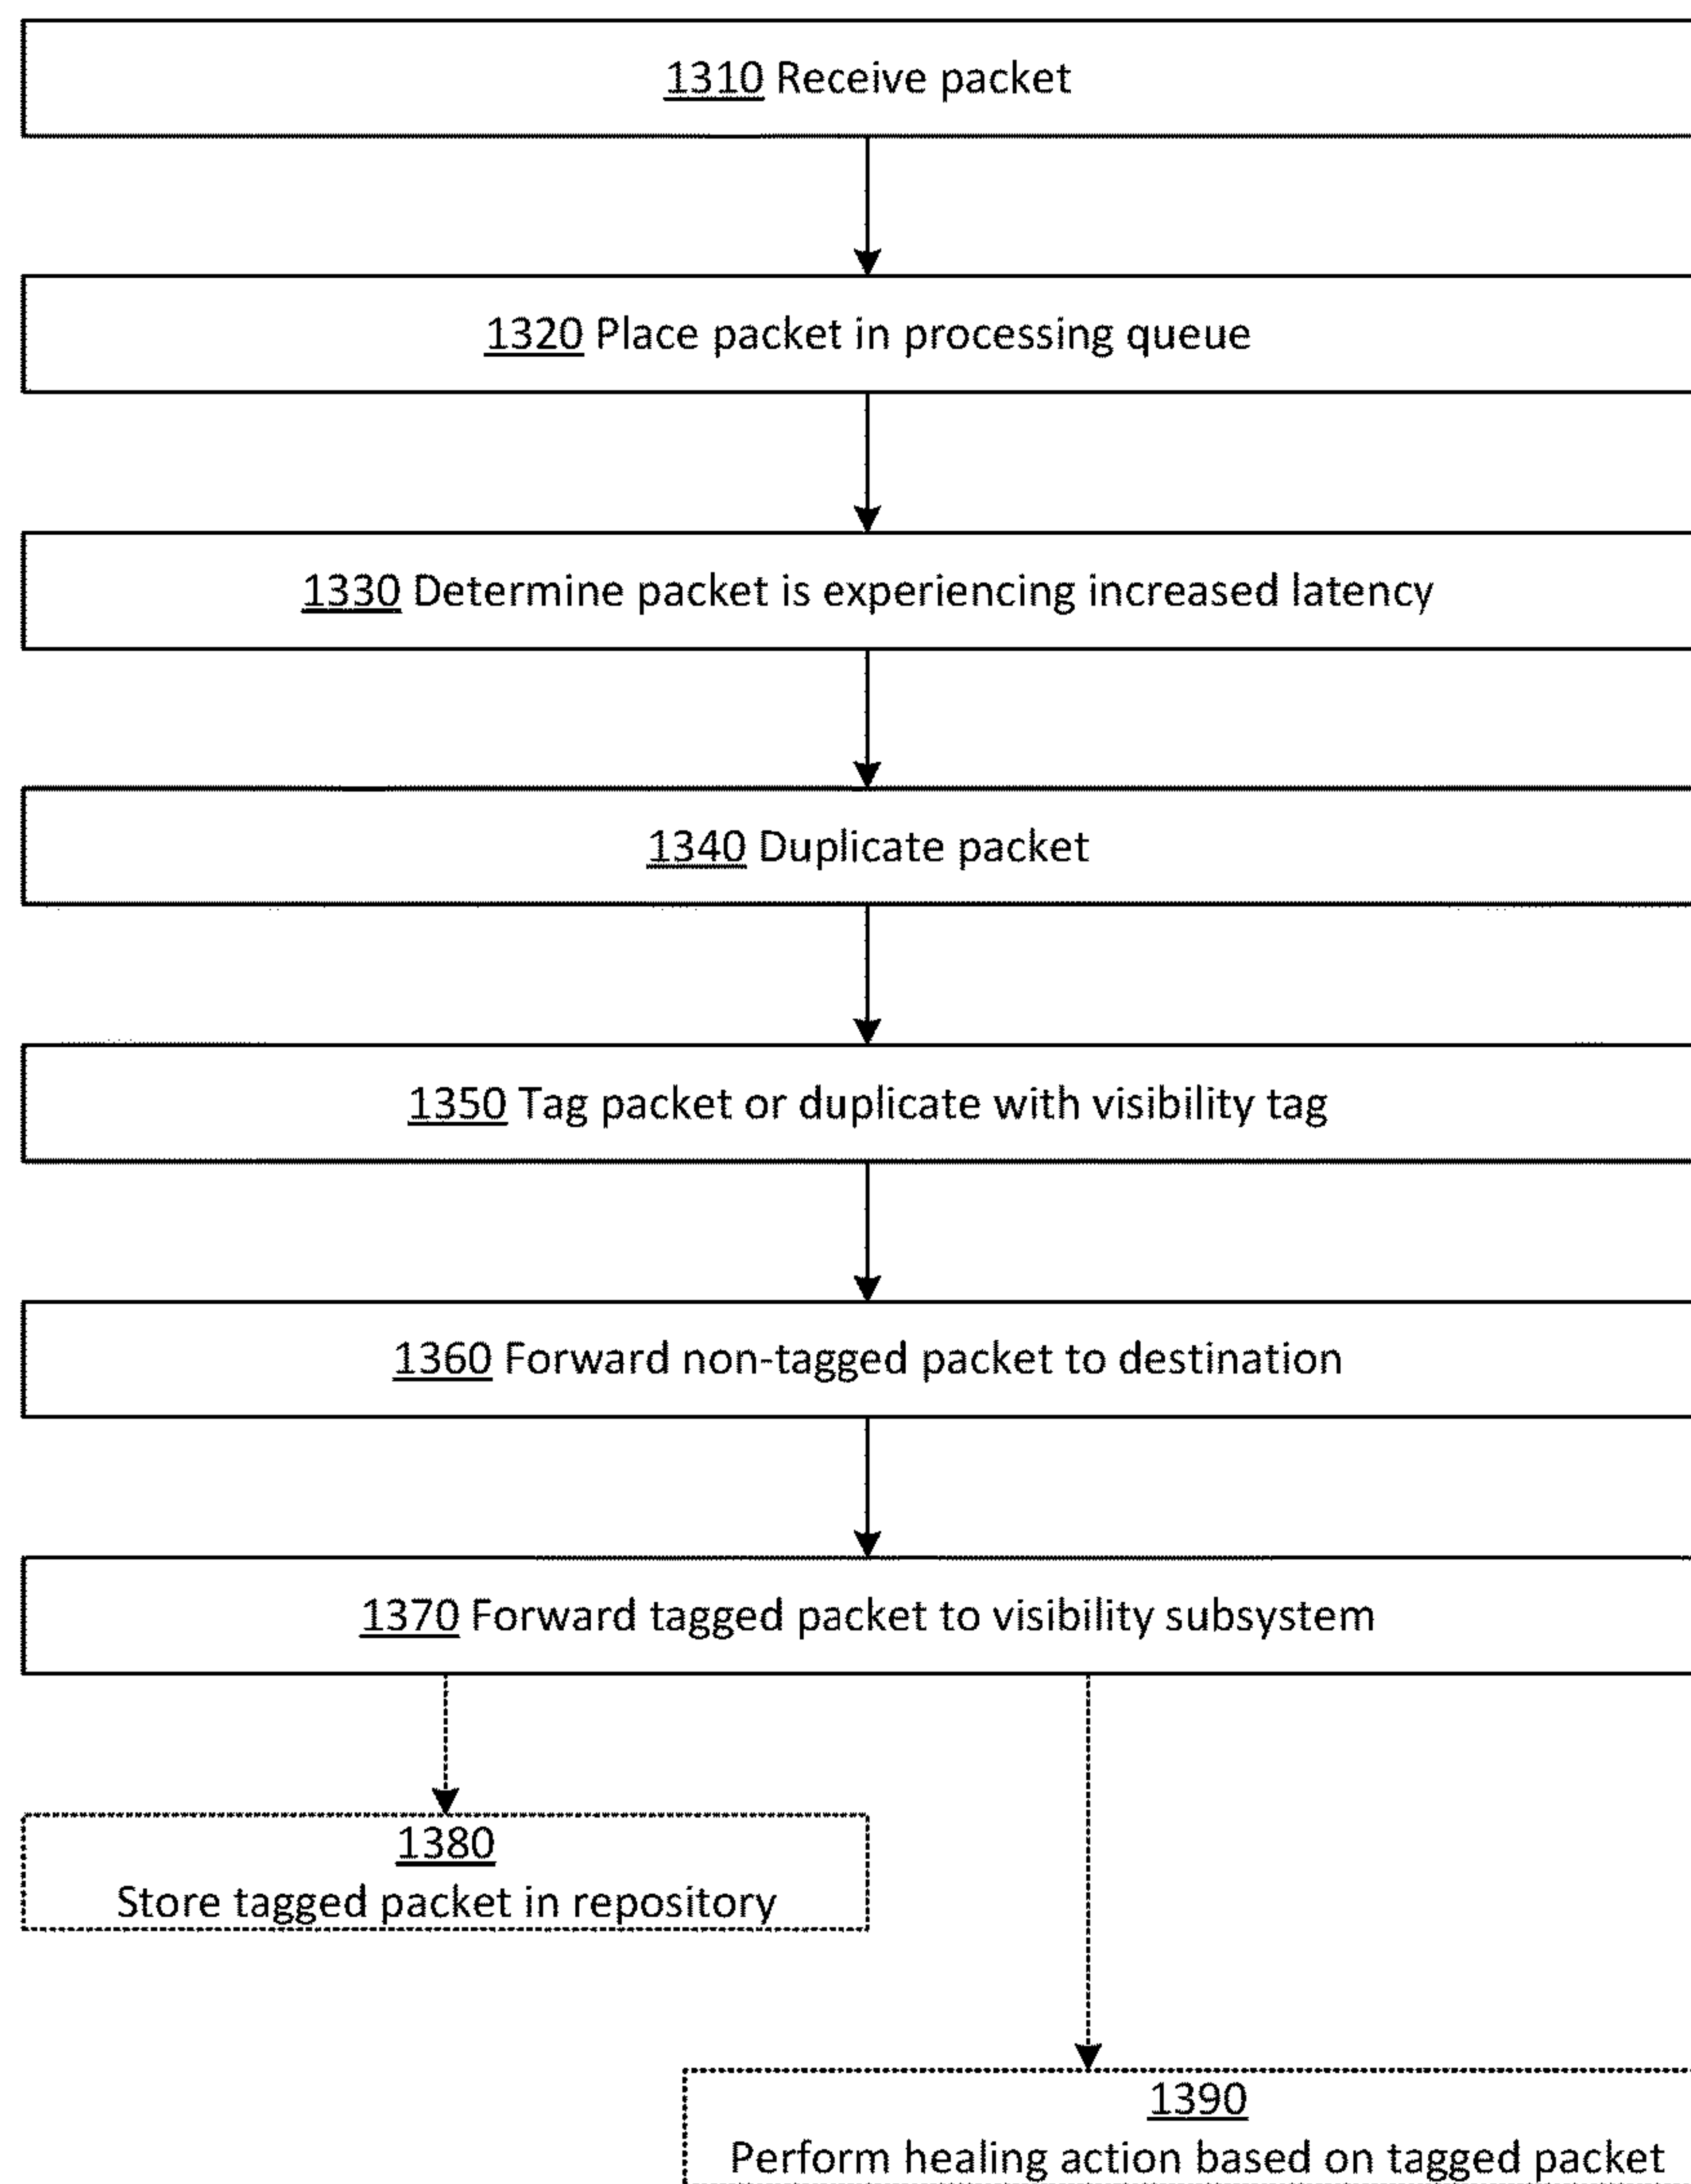 1310 Receive packet
1320 Place packet in processing queue
1330 Determine packet is experiencing increased latency
1340 Duplicate packet
1350 Tag packet or duplicate with visibility tag
1360 Forward non-tagged packet to destination
1370 Forward tagged packet to visibility subsystem
1380
Store tagged packet in repository
1390
Perform healing action based on tagged packet